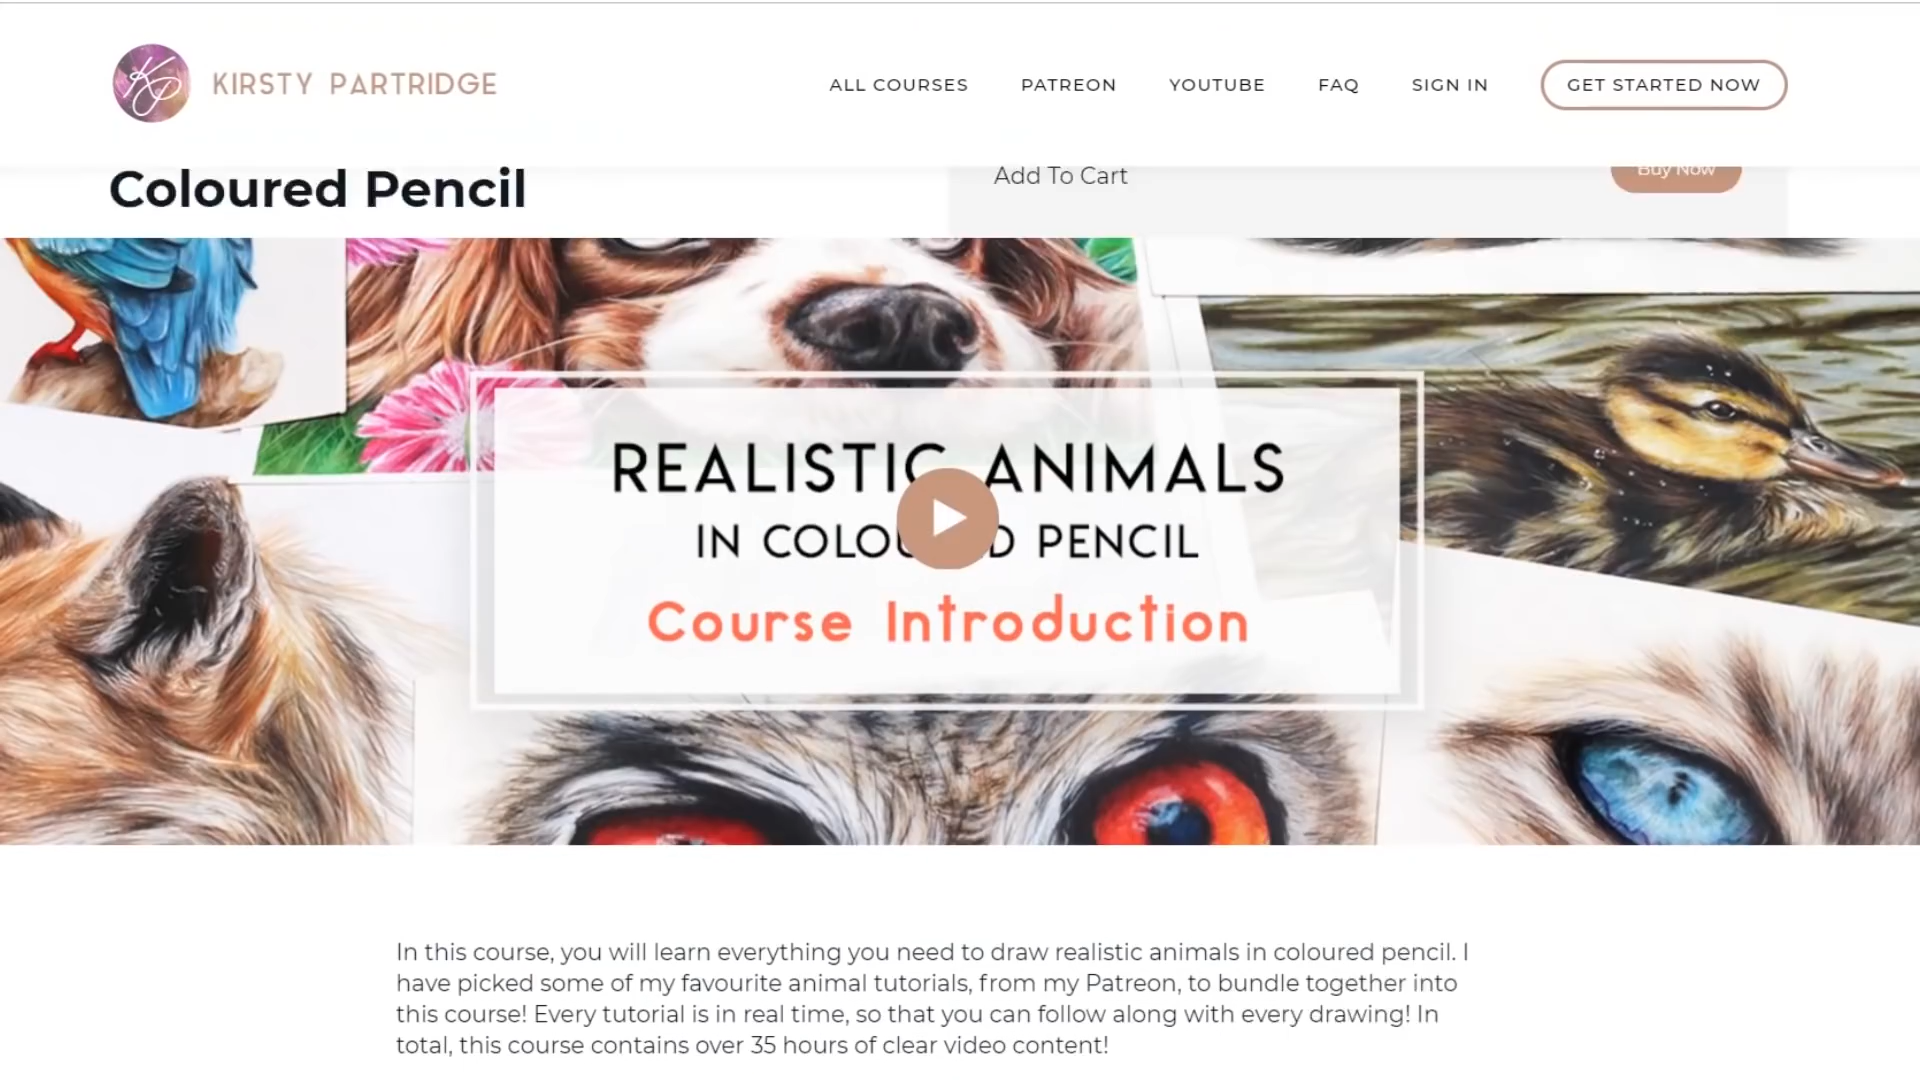 KP KIRSTY PARTRIDGE
ALL COURSES PATREON YOUTUBE FAQ SIGN IN GET STARTED NOW
Coloured Pencil
Add To Cart
Buy Now
REALISTIC ANIMALS
IN COLOURED PENCIL
Course Introduction
In this course, you will learn everything you need to draw realistic animals in coloured pencil. I
have picked some of my favourite animal tutorials, from my Patreon, to bundle together into
this course! Every tutorial is in real time, so that you can follow along with every drawing! In
total, this course contains over 35 hours of clear video content!